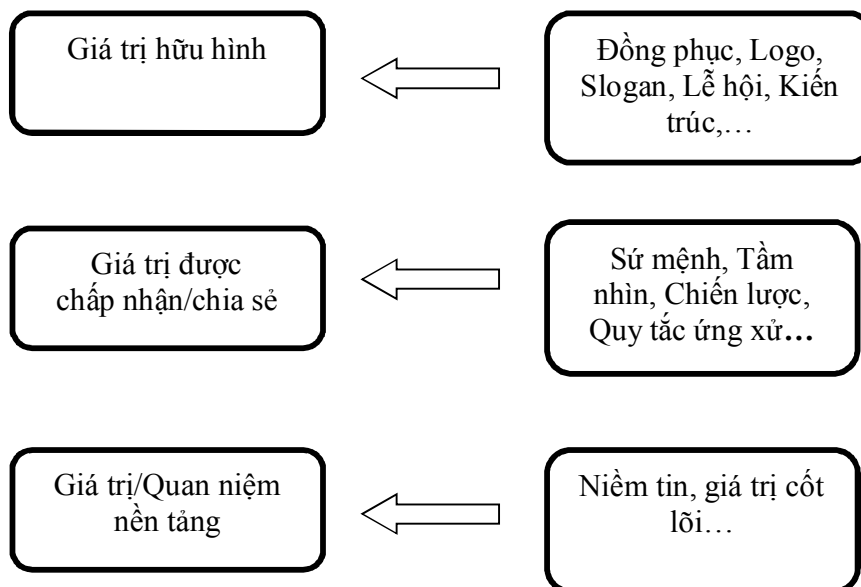 Giá trị hữu hình
Đồng phục, Logo,
Slogan, Lễ hội, Kiến
trúc,…
Giá trị được
chấp nhận/chia sẻ
Sứ mệnh, Tầm
nhìn, Chiến lược,
Quy tắc ứng xử…
Giá trị/Quan niệm
nền tảng
Niềm tin, giá trị cốt
lõi…